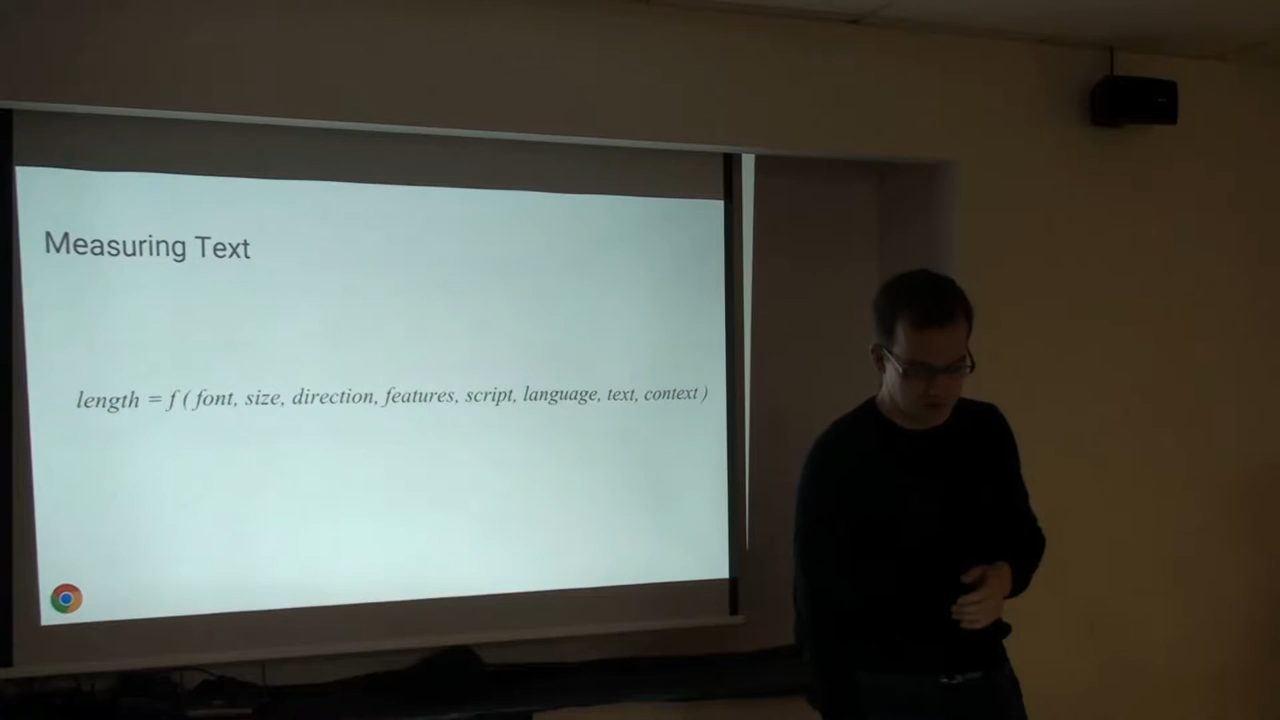 Measuring Text
length = f ( font, size, direction, features, script, language, text, context )